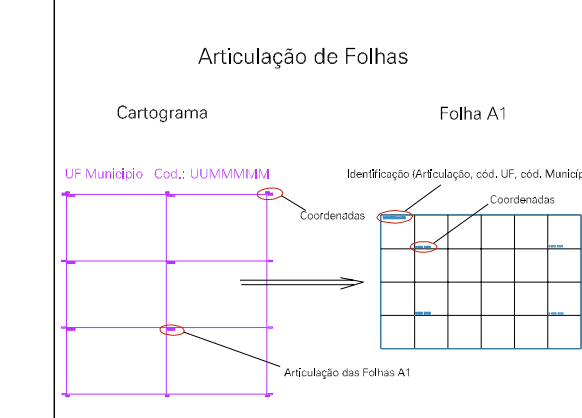 Articulação de Folhas
Cartograma
Folha A1
UF Municipio Cod.: UUMMMMM
Identificação (Articulação, cód. UF, cód. Municíp
Coordenadas
Coordenadas
Articulação das Folhas A1